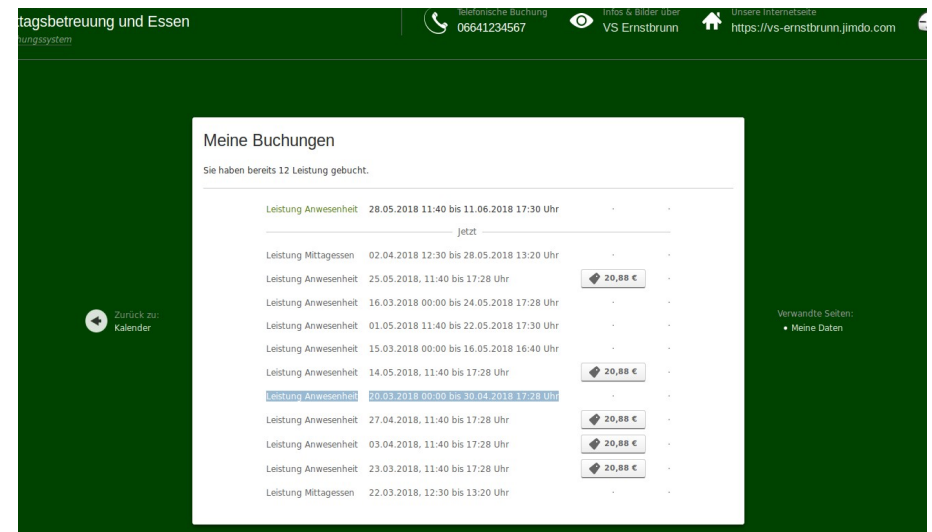 ttagsbetreuung und Essen
hungssystem
Telefonische Buchung
06641234567
Infos & Bilder über
VS Ernstbrunn
Unsere Internetseite
https://vs-ernstbrunn.jimdo.com
Meine Buchungen
Sie haben bereits 12 Leistung gebucht.
Leistung Anwesenheit 28.05.2018 11:40 bis 11.06.2018 17:30 Uhr
Jetzt
Leistung Mittagessen 02.04.2018 12:30 bis 28.05.2018 13:20 Uhr
Leistung Anwesenheit 25.05.2018, 11:40 bis 17:28 Uhr 20,88 €
Leistung Anwesenheit 16.03.2018 00:00 bis 24.05.2018 17:28 Uhr
Leistung Anwesenheit 01.05.2018 11:40 bis 22.05.2018 17:30 Uhr
Leistung Anwesenheit 15.03.2018 00:00 bis 16.05.2018 16:40 Uhr
Leistung Anwesenheit 14.05.2018, 11:40 bis 17:28 Uhr 20,88 €
Leistung Anwesenheit 20.03.2018 00:00 bis 30.04.2018 17:28 Uhr
Leistung Anwesenheit 27.04.2018, 11:40 bis 17:28 Uhr 20,88 €
Leistung Anwesenheit 03.04.2018, 11:40 bis 17:28 Uhr 20,88 €
Leistung Anwesenheit 23.03.2018, 11:40 bis 17:28 Uhr 20,88 €
Leistung Mittagessen 22.03.2018, 12:30 bis 13:20 Uhr
Zurück zu:
Kalender
Verwandte Seiten:
• Meine Daten